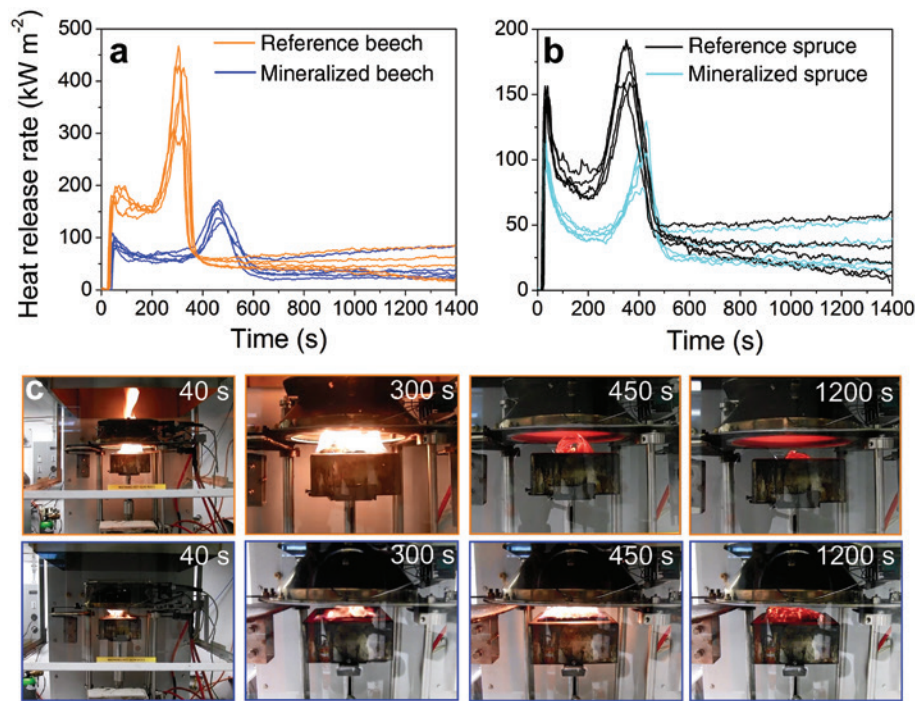 a
Reference beech
Mineralized beech
Heat release rate (kW m⁻²)
500
400
300
200
100
0
0 200 400 600 800 1000 1200 1400
Time (s)
b
Reference spruce
Mineralized spruce
200
150
100
50
0
0 200 400 600 800 1000 1200 1400
Time (s)
c
40 s
300 s
450 s
1200 s
40 s
300 s
450 s
1200 s